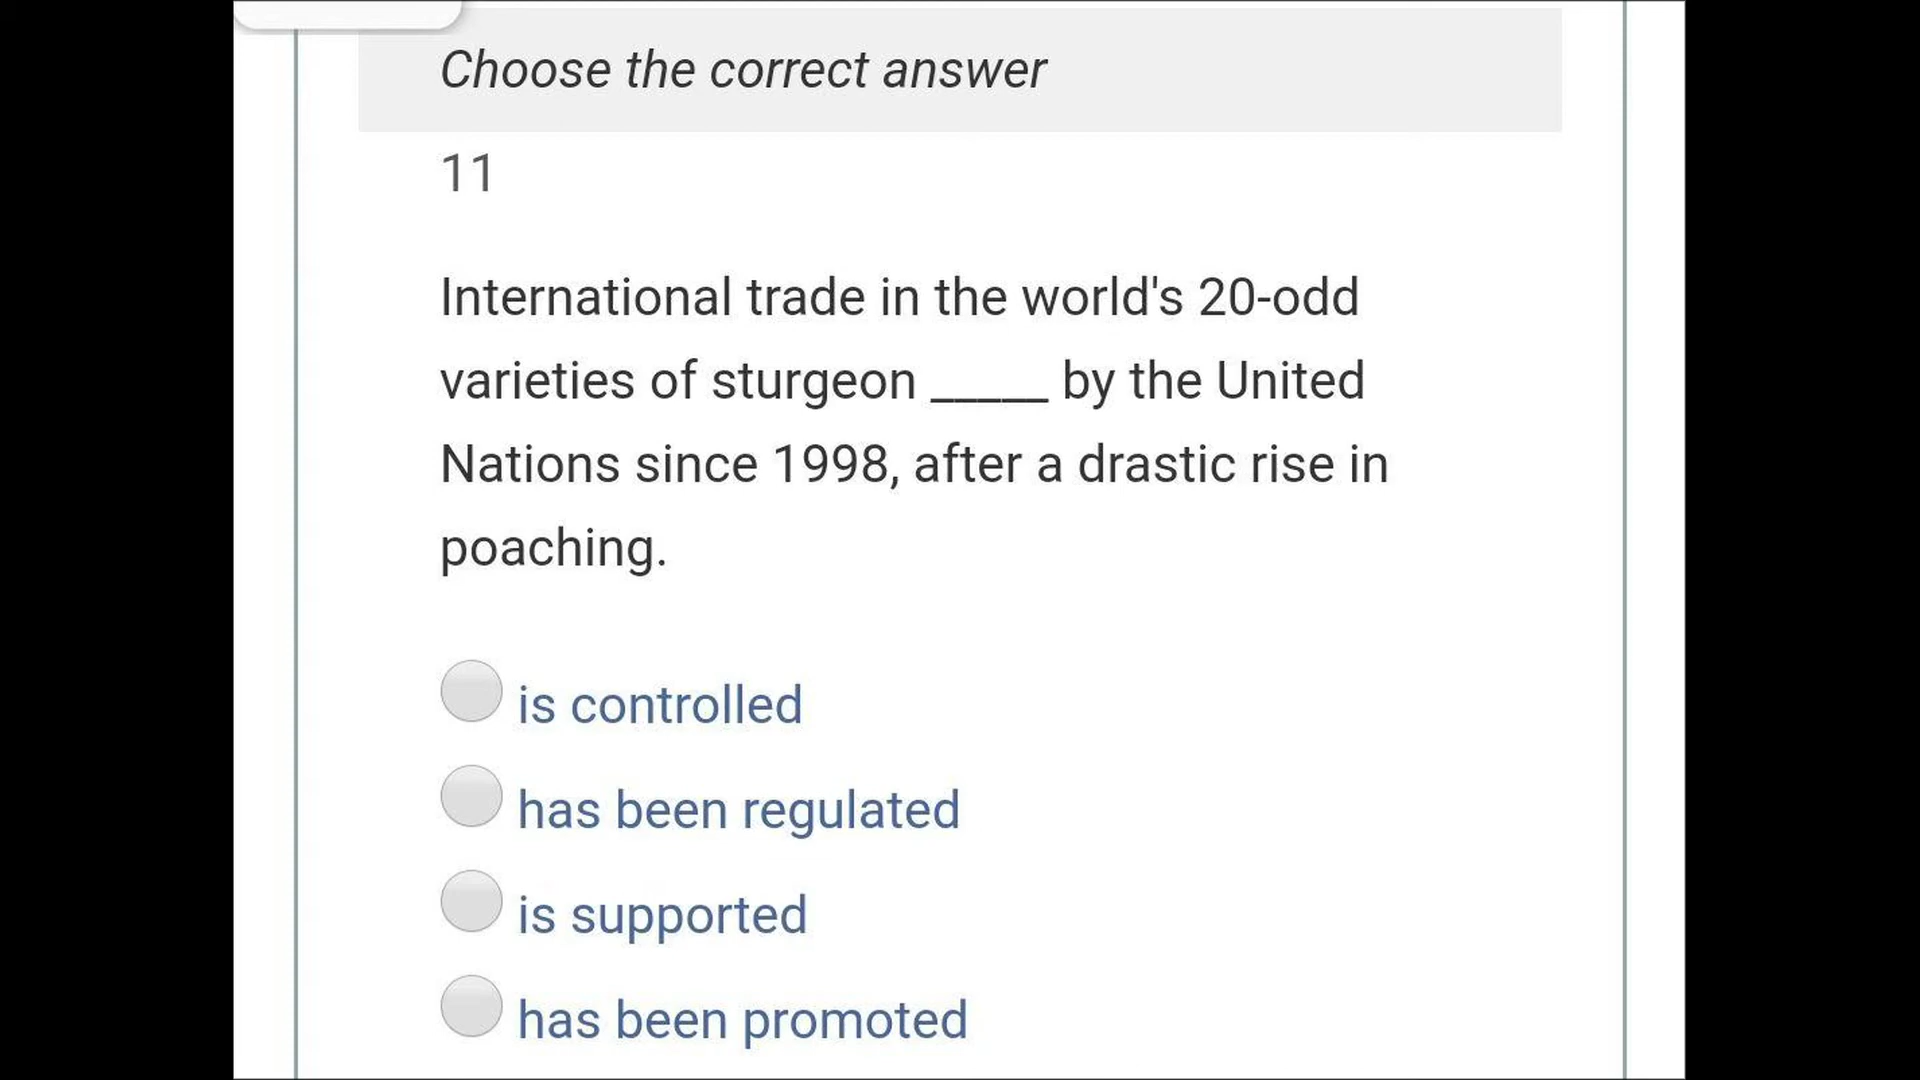 Choose the correct answer
11
International trade in the world's 20-odd
varieties of sturgeon _____ by the United
Nations since 1998, after a drastic rise in
poaching.
is controlled
has been regulated
is supported
has been promoted